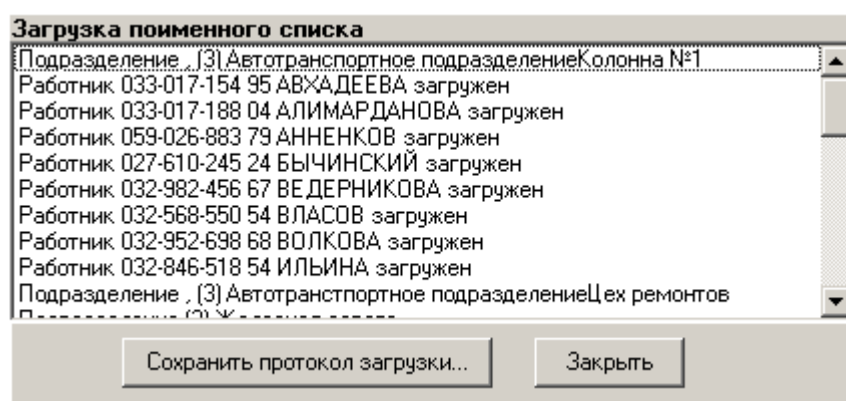 Загрузка поименного списка
Подразделение , (3) Автотранспортное подразделениеКолонна №1
Работник 033-017-154 95 АВХАДЕЕВА загружен
Работник 033-017-188 04 АЛИМАРДАНОВА загружен
Работник 059-026-883 79 АННЕНКОВ загружен
Работник 027-610-245 24 БЫЧИНСКИЙ загружен
Работник 032-982-456 67 ВЕДЕРНИКОВА загружен
Работник 032-568-550 54 ВЛАСОВ загружен
Работник 032-952-698 68 ВОЛКОВА загружен
Работник 032-846-518 54 ИЛЬИНА загружен
Подразделение , (3) Автотранстпортное подразделениеЦех ремонтов
Сохранить протокол загрузки... Закрыть